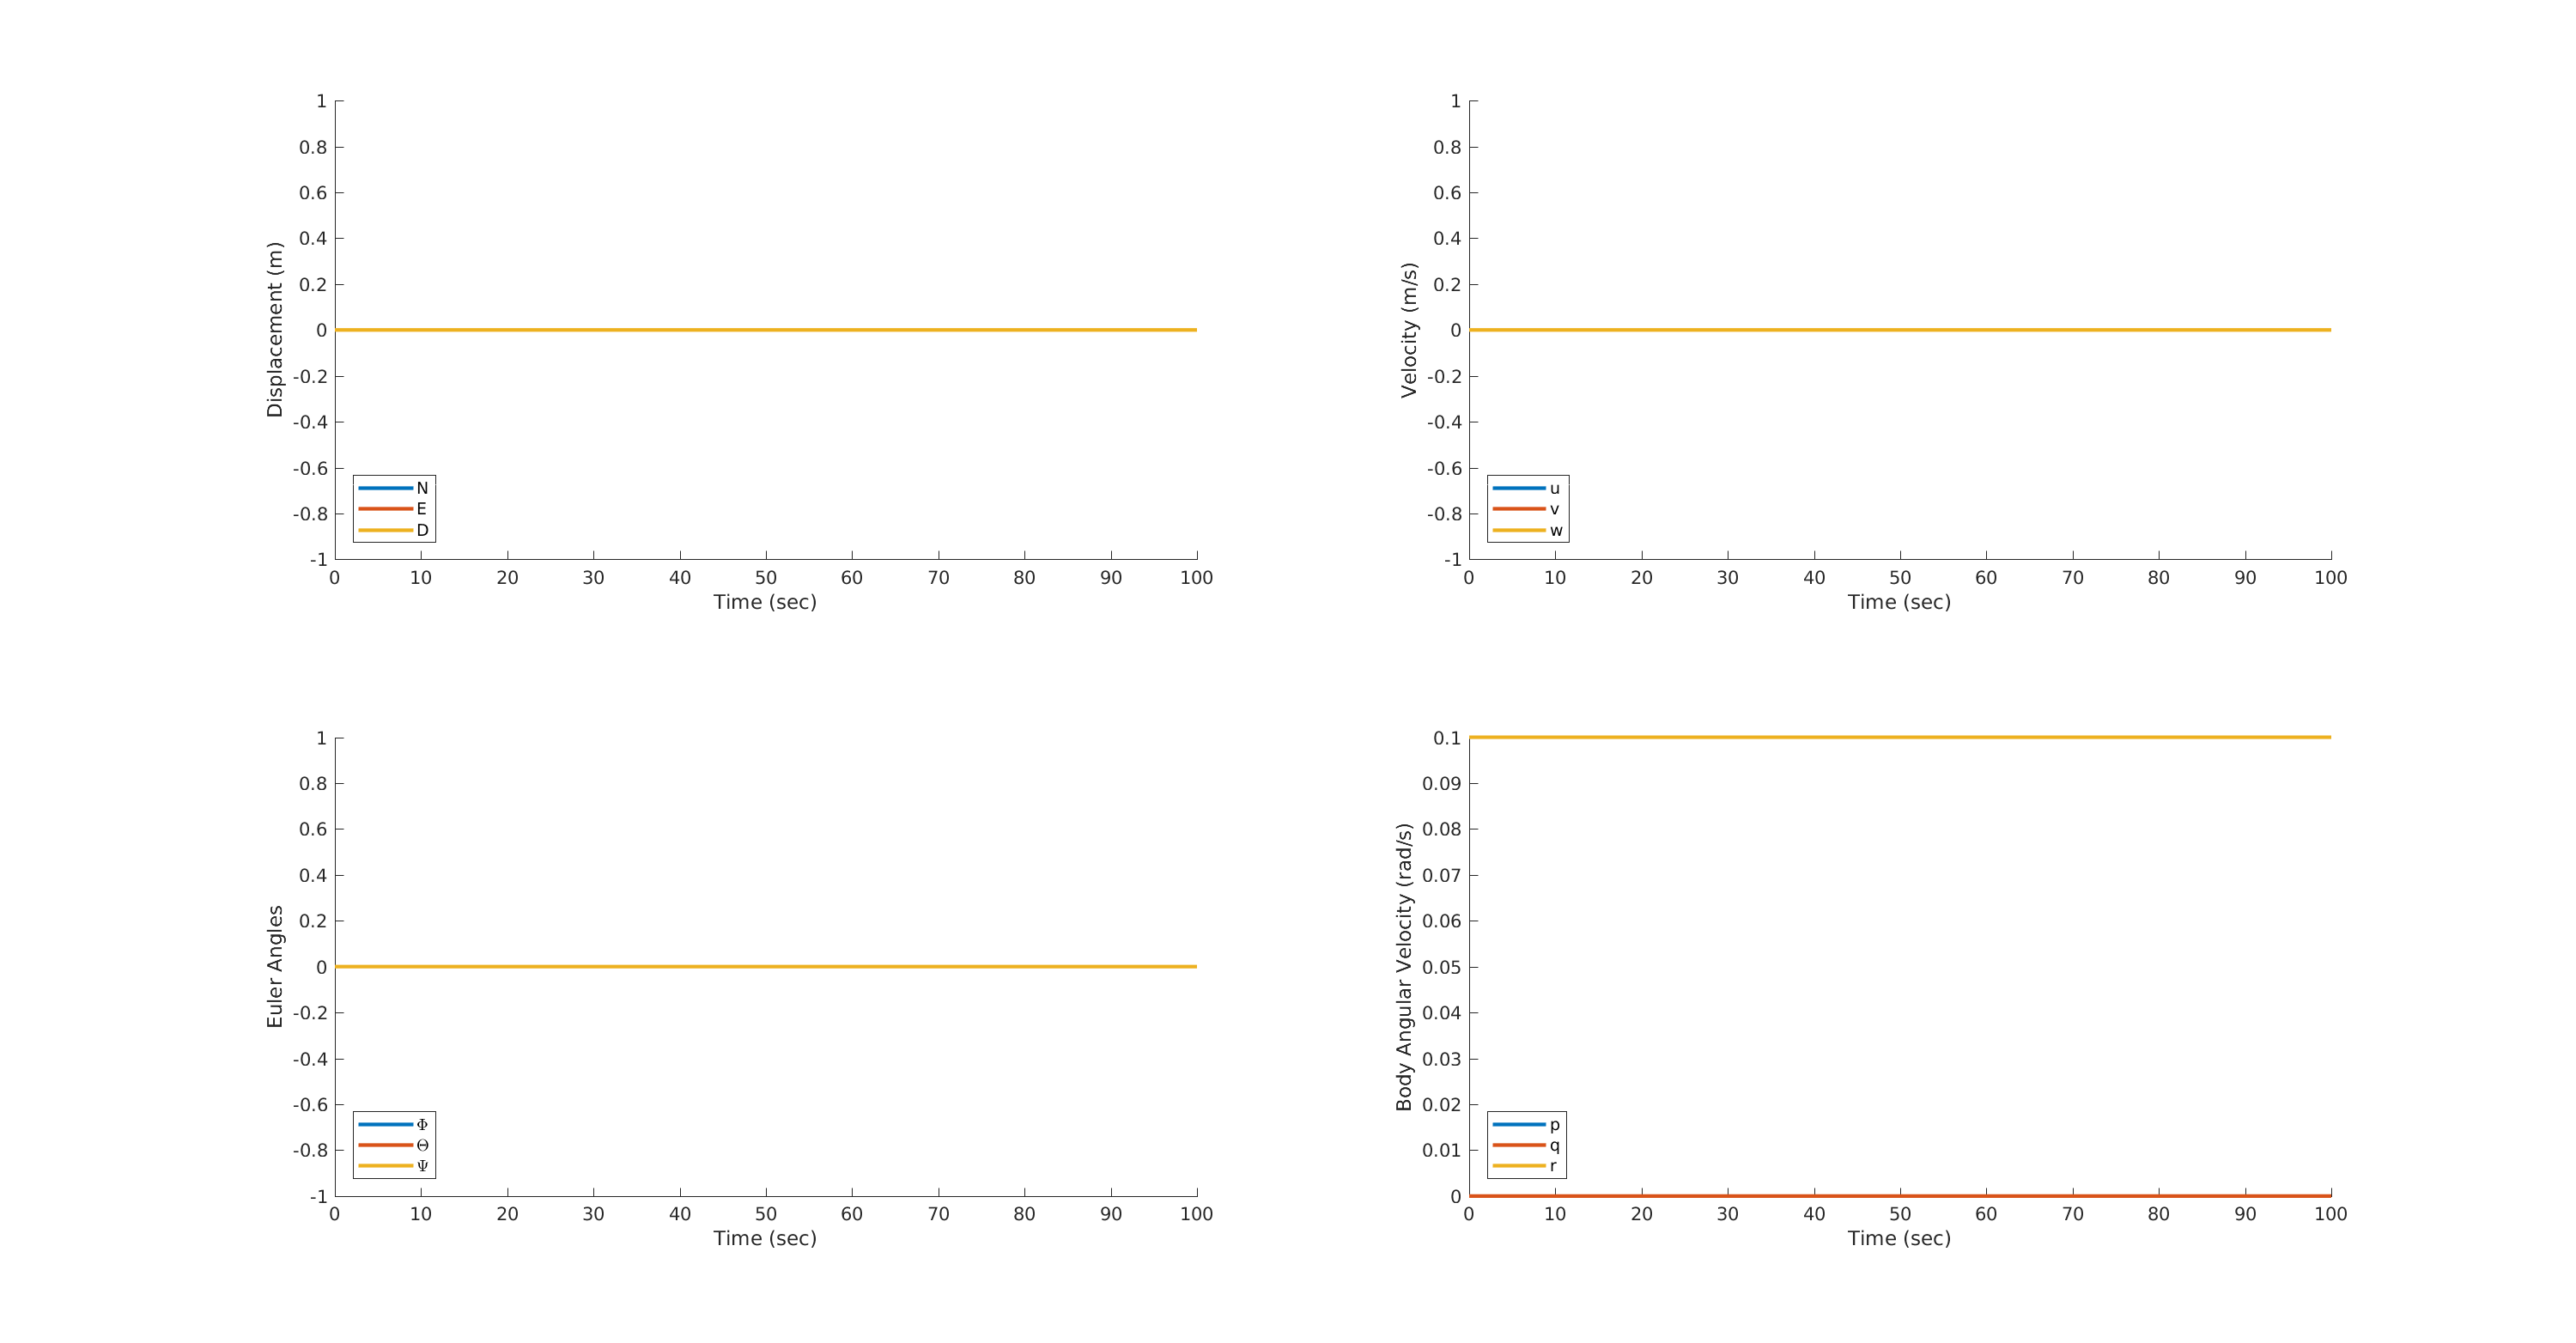 1
0.8
0.6
0.4
0.2
0
-0.2
-0.4
-0.6
-0.8
-1
Displacement (m)
N
E
D
0 10 20 30 40 50 60 70 80 90 100
Time (sec)
1
0.8
0.6
0.4
0.2
0
-0.2
-0.4
-0.6
-0.8
-1
Velocity (m/s)
u
v
w
0 10 20 30 40 50 60 70 80 90 100
Time (sec)
1
0.8
0.6
0.4
0.2
0
-0.2
-0.4
-0.6
-0.8
-1
Euler Angles
Φ
Θ
Ψ
0 10 20 30 40 50 60 70 80 90 100
Time (sec)
0.1
0.09
0.08
0.07
0.06
0.05
0.04
0.03
0.02
0.01
0
Body Angular Velocity (rad/s)
p
q
r
0 10 20 30 40 50 60 70 80 90 100
Time (sec)